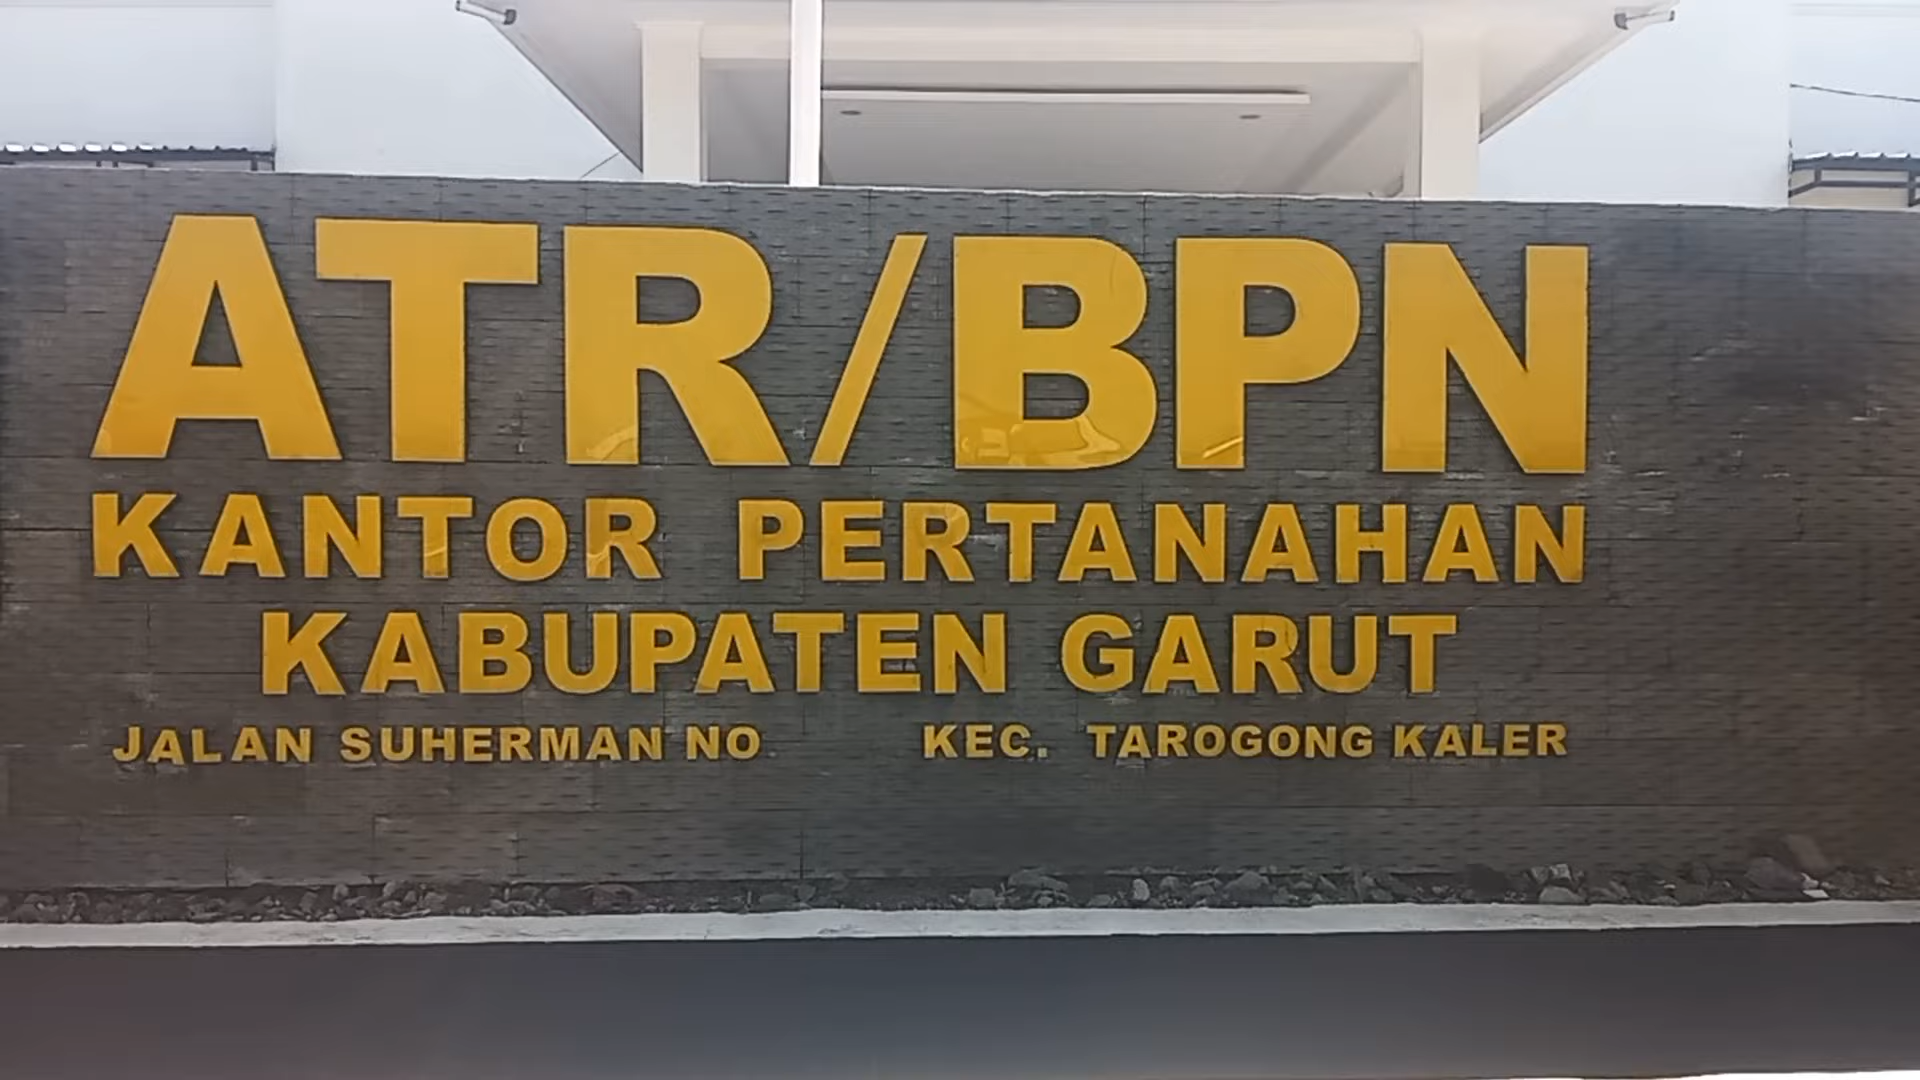 ATR/BPN
KANTOR PERTANAHAN
KABUPATEN GARUT
JALAN SUHERMAN NO KEC. TAROGONG KALER